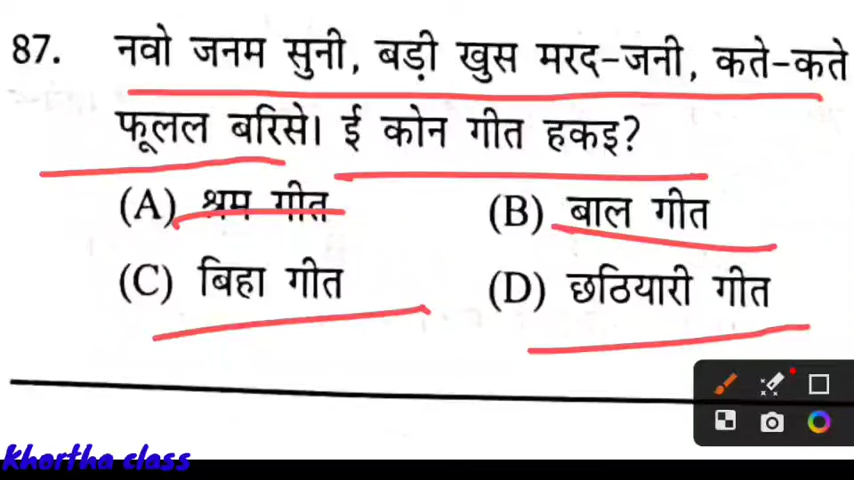 87. नवो जनम सुनी, बड़ी खुस मरद-जनी, कते-कते
फूलल बरिसे। ई कोन गीत हकइ?
(A) श्रम गीत (B) बाल गीत
(C) बिहा गीत (D) छठियारी गीत
Khortha class